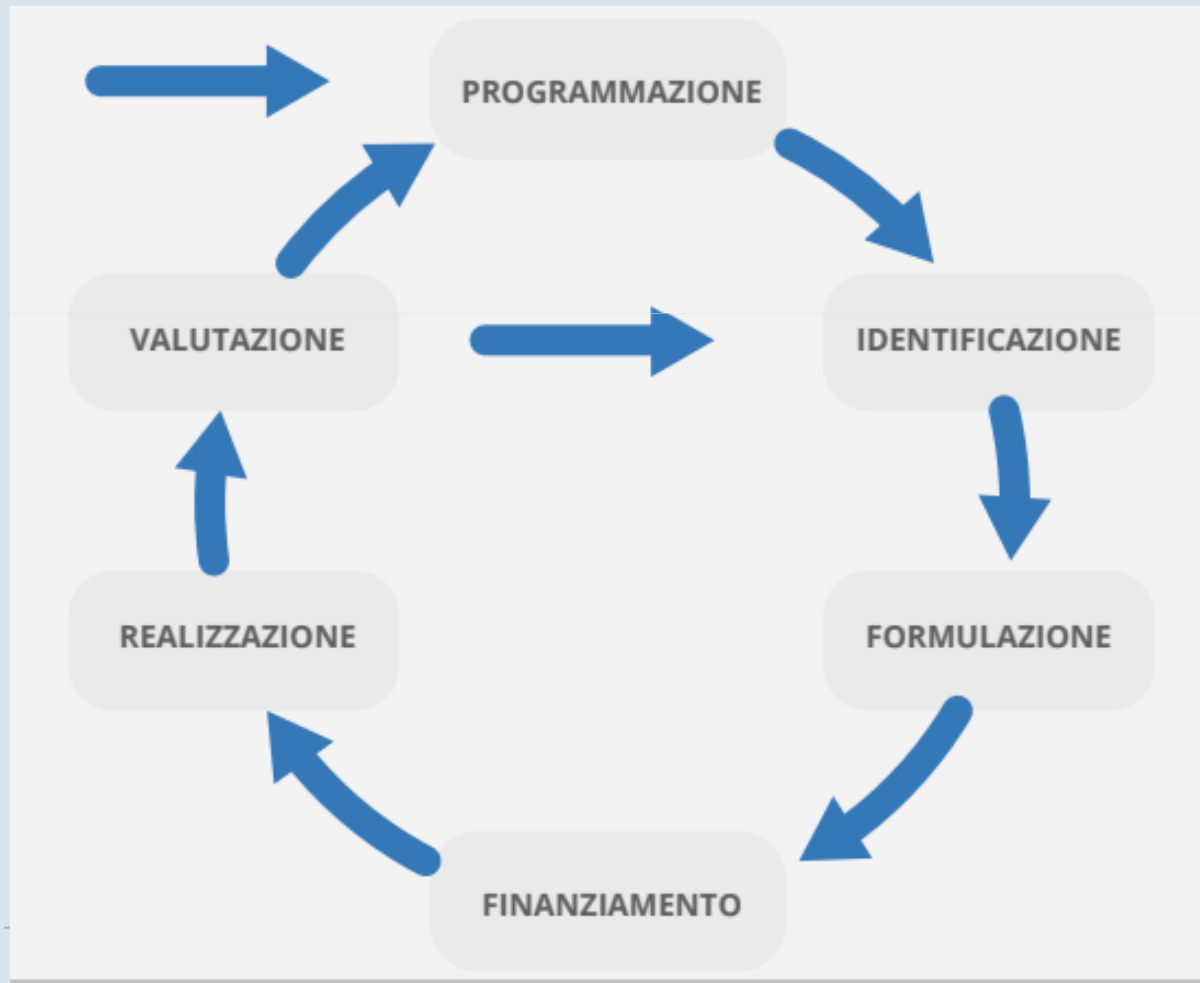 PROGRAMMAZIONE
VALUTAZIONE
IDENTIFICAZIONE
REALIZZAZIONE
FORMULAZIONE
FINANZIAMENTO